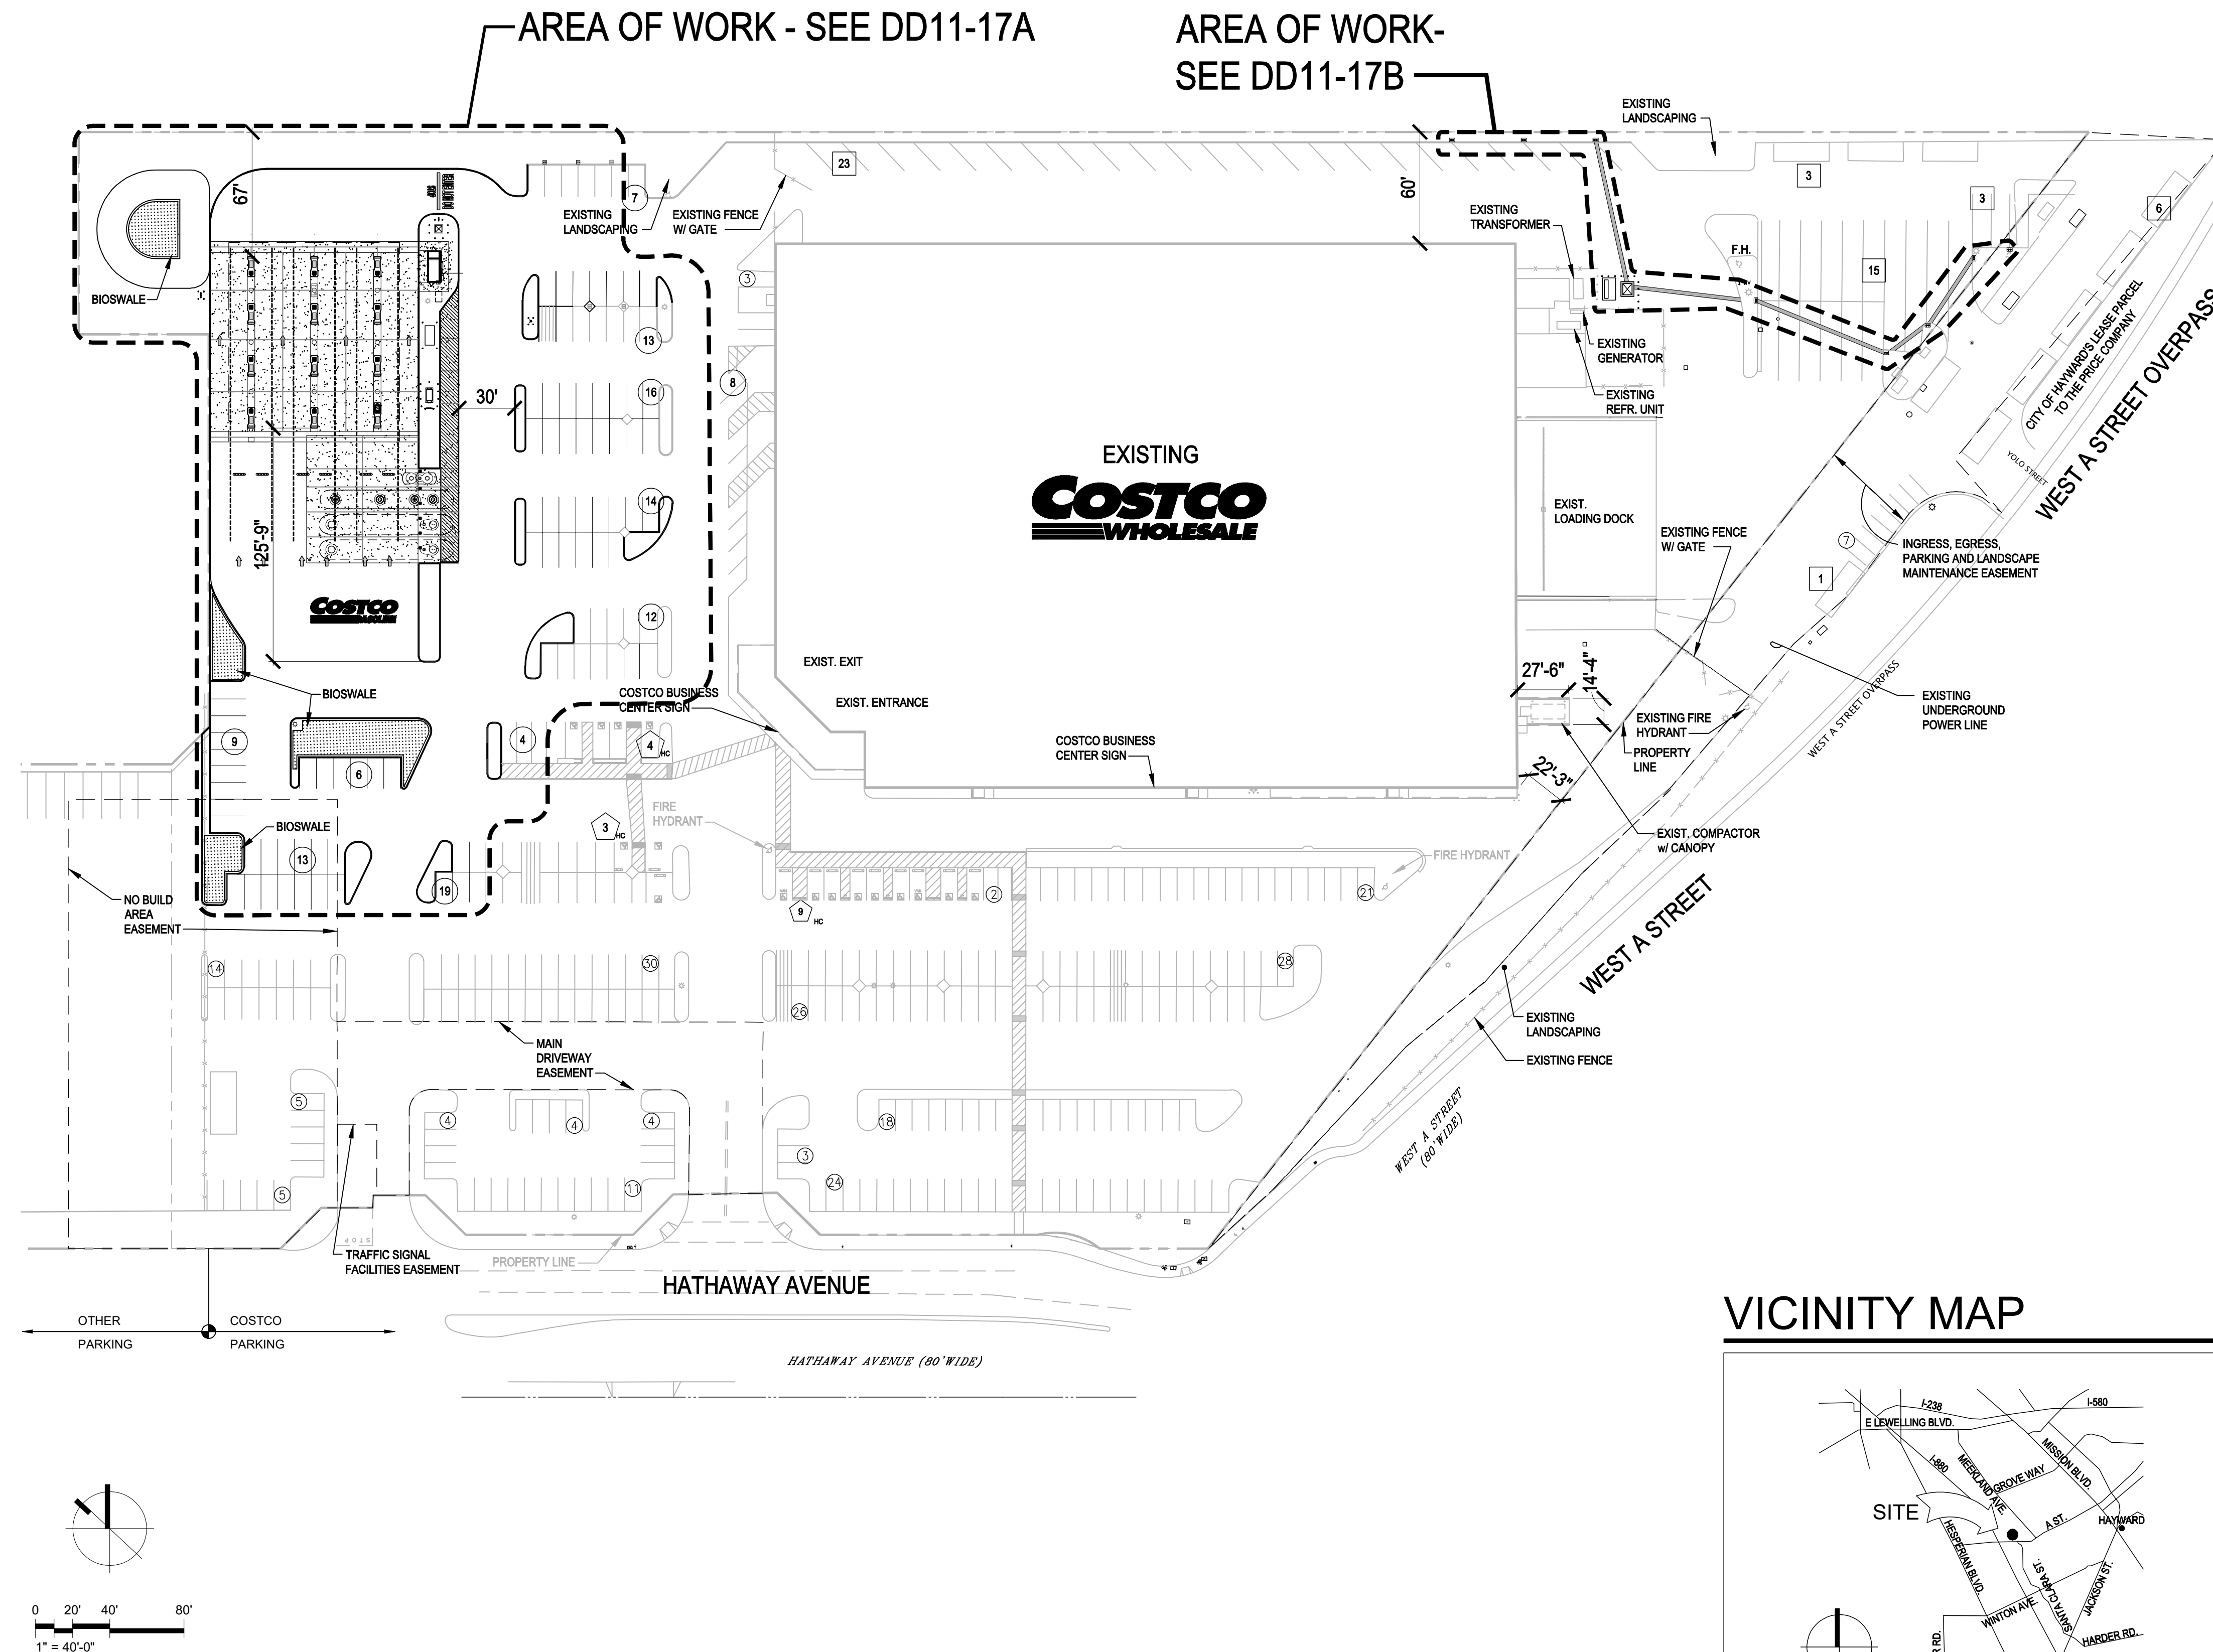 AREA OF WORK - SEE DD11-17A
AREA OF WORK-
SEE DD11-17B
EXISTING
LANDSCAPING
67'
BIOSWALE
7
EXISTING
LANDSCAPING
EXISTING FENCE
W/ GATE
23
60'
EXISTING
TRANSFORMER
3
3
6
F.H.
15
3
13
8
16
30'
14
12
EXISTING
GENERATOR
EXISTING
REFR. UNIT
CITY OF HAYWARD'S LEASE PARCEL
TO THE PRICE COMPANY
YOLO STREET
WEST A STREET OVERPASS
EXISTING
COSTCO
WHOLESALE
EXIST.
LOADING DOCK
EXISTING FENCE
W/ GATE
7
1
INGRESS, EGRESS,
PARKING AND LANDSCAPE
MAINTENANCE EASEMENT
125'-9"
COSTCO
GASOLINE
EXIST. EXIT
EXIST. ENTRANCE
BIOSWALE
COSTCO BUSINESS
CENTER SIGN
27'-6"
14'-4"
EXISTING FIRE
HYDRANT
PROPERTY
LINE
WEST A STREET OVERPASS
EXISTING
UNDERGROUND
POWER LINE
9
6
4
4
HC
COSTCO BUSINESS
CENTER SIGN
22'-3"
EXIST. COMPACTOR
w/ CANOPY
FIRE
HYDRANT
BIOSWALE
13
19
3
HC
FIRE HYDRANT
9
HC
2
21
WEST A STREET
NO BUILD
AREA
EASEMENT
14
30
26
28
EXISTING
LANDSCAPING
EXISTING FENCE
MAIN
DRIVEWAY
EASEMENT
5
4
4
4
18
3
24
5
11
WEST A STREET
(80'WIDE)
STOP
TRAFFIC SIGNAL
FACILITIES EASEMENT
PROPERTY LINE
HATHAWAY AVENUE
OTHER
PARKING
COSTCO
PARKING
HATHAWAY AVENUE (80'WIDE)
VICINITY MAP
I-238
I-580
E LEWELLING BLVD.
MISSION BLVD.
I-880
MEEKLAND AVE.
GROVE WAY
SITE
A ST.
HAYWARD
HESPERIAN BLVD.
SANTA CLARA ST.
JACKSON ST.
WINTON AVE.
HARDER RD.
R RD.
0 20' 40' 80'
1" = 40'-0"